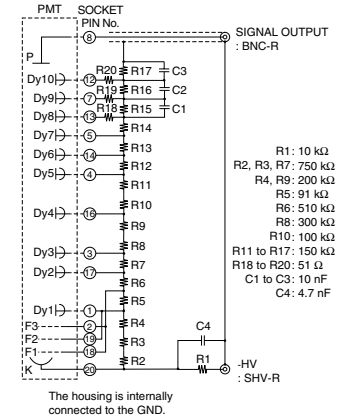 PMT
SOCKET
PIN No.
8
SIGNAL OUTPUT
: BNC-R
P
R20
R17
C3
Dy10
12
R19
R16
C2
Dy9
7
R18
R15
C1
Dy8
13
R14
Dy7
5
R13
Dy6
14
R12
Dy5
4
R11
R10
Dy4
16
R9
R8
Dy3
3
R7
Dy2
17
R6
R5
Dy1
1
F3
2
R4
F2
19
R3
F1
18
R2
K
20
C4
R1
-HV
: SHV-R
R1: 10 kΩ
R2, R3, R7: 750 kΩ
R4, R9: 200 kΩ
R5: 91 kΩ
R6: 510 kΩ
R8: 300 kΩ
R10: 100 kΩ
R11 to R17: 150 kΩ
R18 to R20: 51 Ω
C1 to C3: 10 nF
C4: 4.7 nF
The housing is internally
connected to the GND.